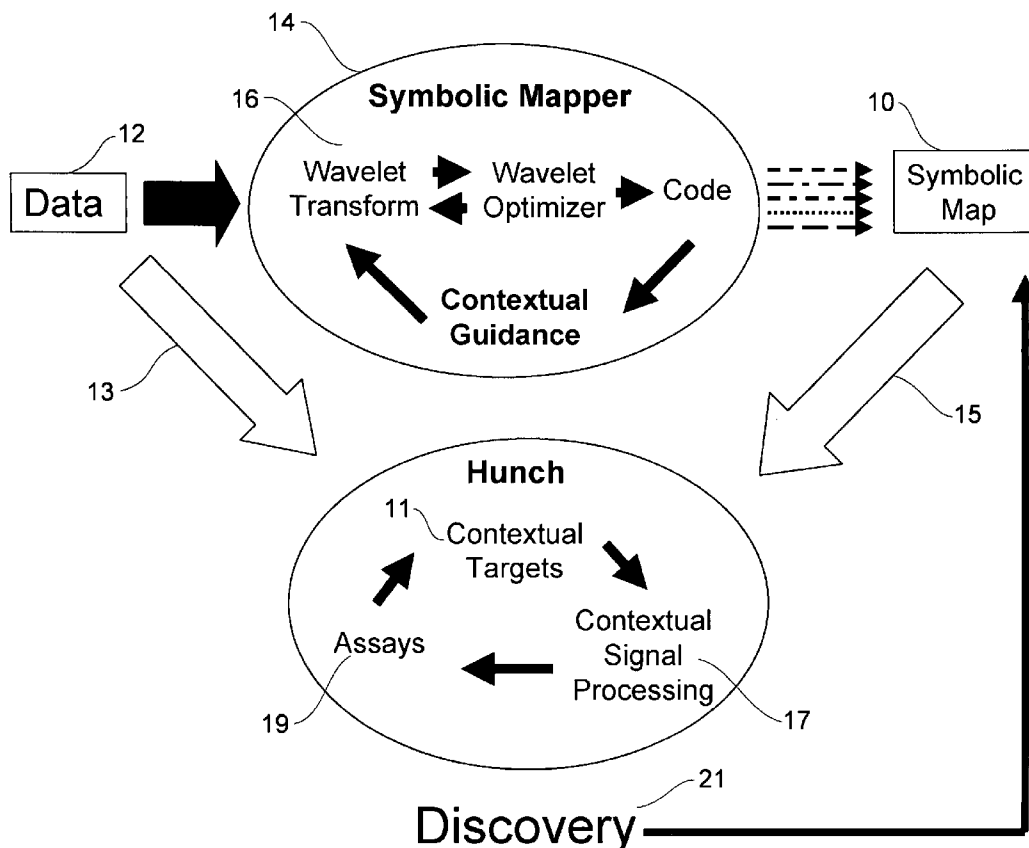 14
Symbolic Mapper
16
10
12
Data
Wavelet
Transform
Wavelet
Optimizer
Code
Symbolic
Map
Contextual
Guidance
13
15
Hunch
11
Contextual
Targets
Assays
Contextual
Signal
Processing
19
17
21
Discovery